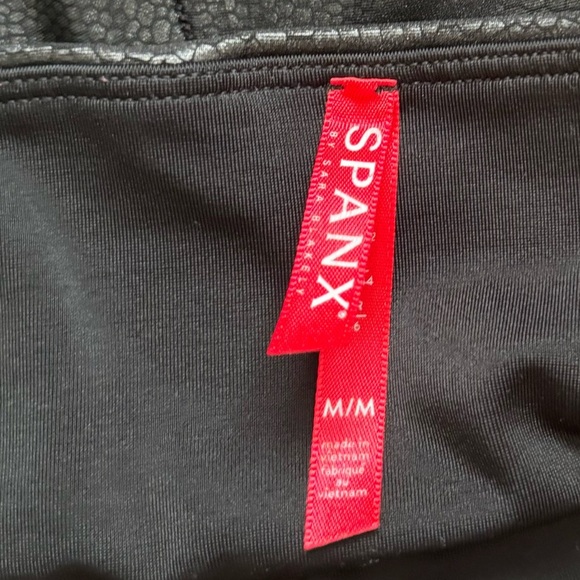 SPANX®
BY SARA BLAKELY
M/M
made in
vietnam
fabriqué
au
vietnam